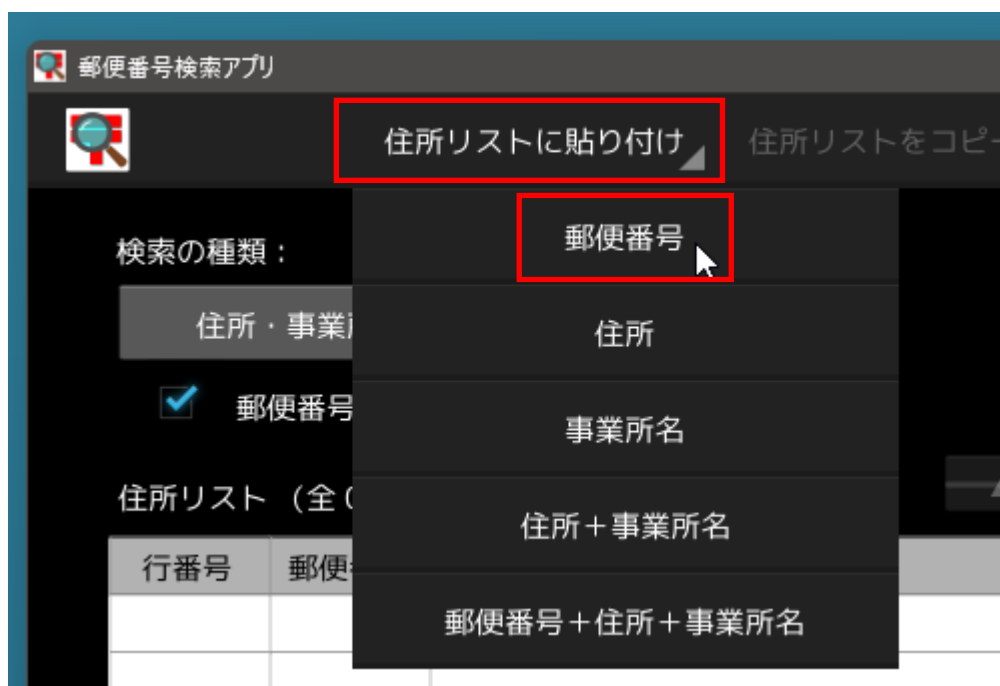 郵便番号検索アプリ
住所リストに貼り付け 住所リストをコピー
郵便番号
検索の種類：
住所・事業
住所
郵便番号
事業所名
住所リスト （全
住所＋事業所名
行番号 郵便
郵便番号＋住所＋事業所名